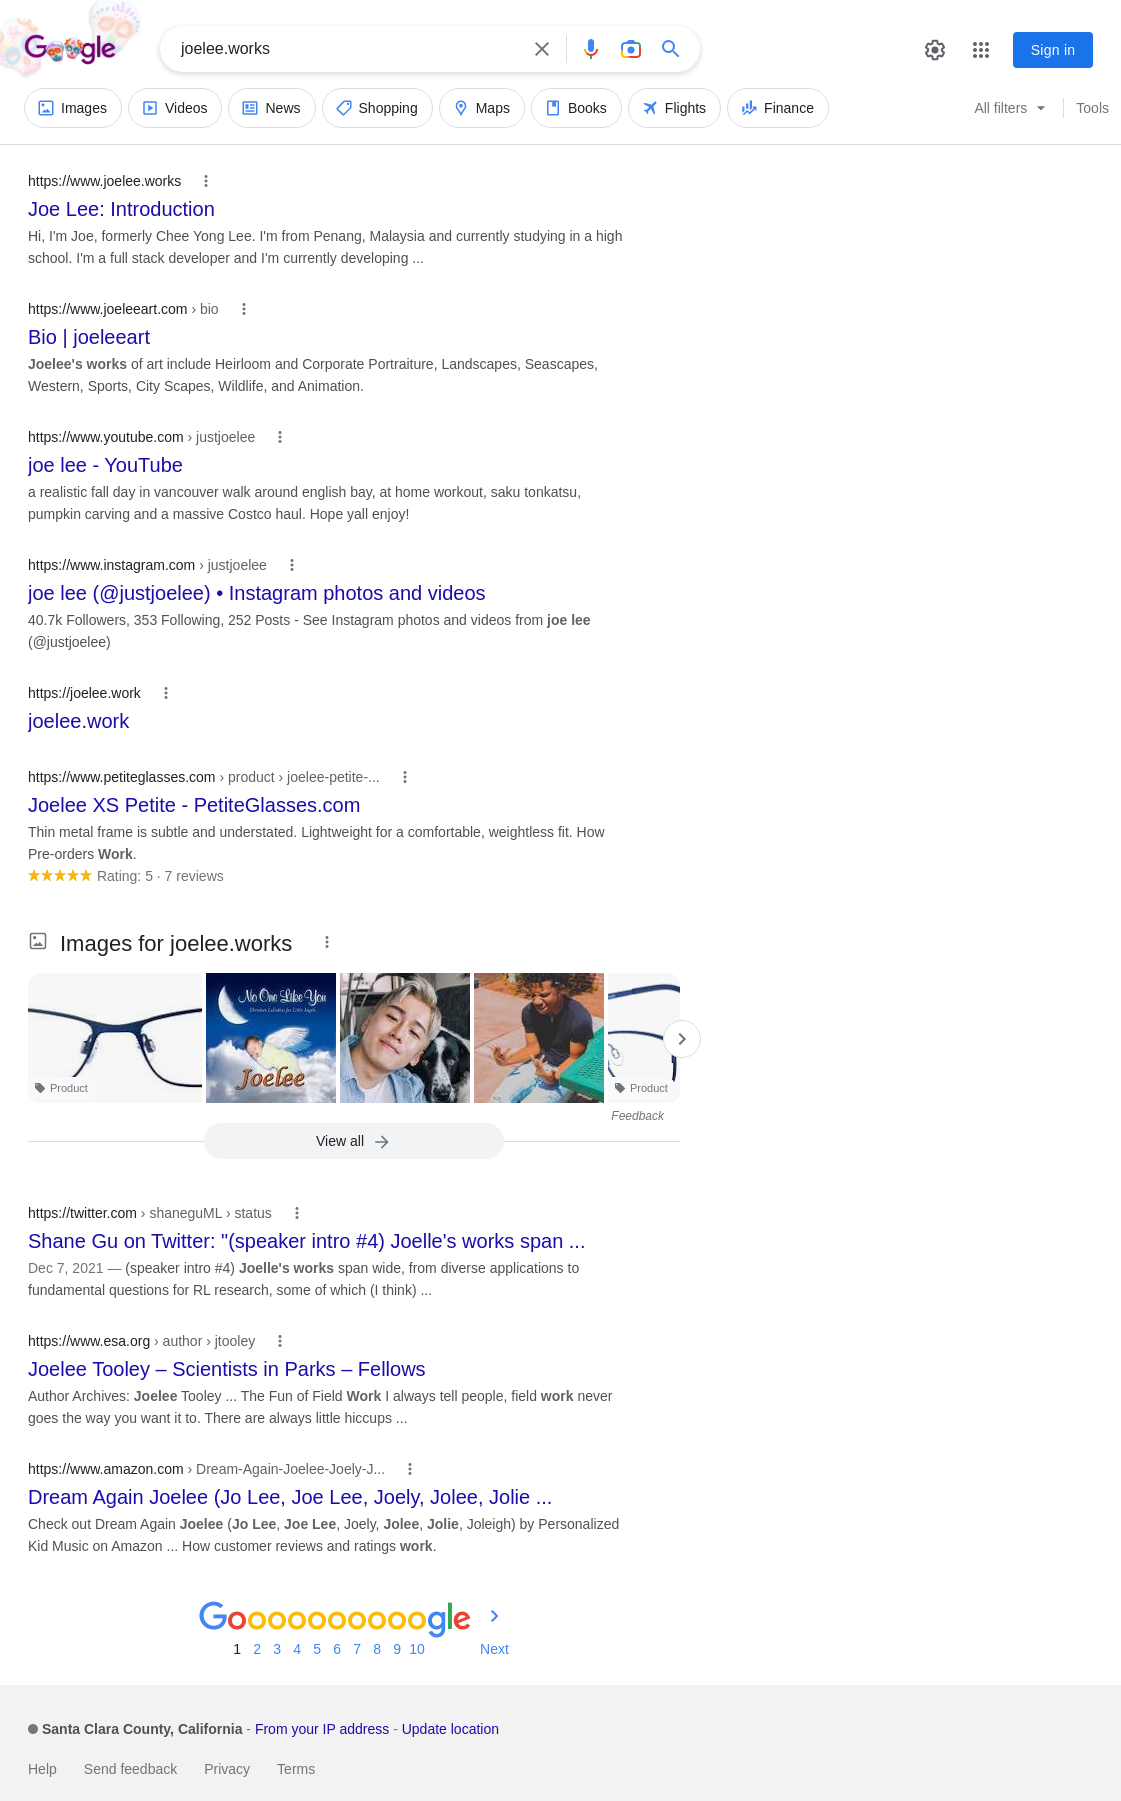 Google
joelee.works
Sign in
Images
Videos
News
Shopping
Maps
Books
Flights
Finance
All filters
Tools
https://www.joelee.works
Joe Lee: Introduction
Hi, I'm Joe, formerly Chee Yong Lee. I'm from Penang, Malaysia and currently studying in a high
school. I'm a full stack developer and I'm currently developing ...
https://www.joeleeart.com › bio
Bio | joeleeart
Joelee's works of art include Heirloom and Corporate Portraiture, Landscapes, Seascapes,
Western, Sports, City Scapes, Wildlife, and Animation.
https://www.youtube.com › justjoelee
joe lee - YouTube
a realistic fall day in vancouver walk around english bay, at home workout, saku tonkatsu,
pumpkin carving and a massive Costco haul. Hope yall enjoy!
https://www.instagram.com › justjoelee
joe lee (@justjoelee) • Instagram photos and videos
40.7k Followers, 353 Following, 252 Posts - See Instagram photos and videos from joe lee
(@justjoelee)
https://joelee.work
joelee.work
https://www.petiteglasses.com › product › joelee-petite-...
Joelee XS Petite - PetiteGlasses.com
Thin metal frame is subtle and understated. Lightweight for a comfortable, weightless fit. How
Pre-orders Work.
Rating: 5 · 7 reviews
Images for joelee.works
No One Like You
Christian Lullabies for Little Angels
Joelee
Product
Product
Feedback
View all
https://twitter.com › shaneguML › status
Shane Gu on Twitter: "(speaker intro #4) Joelle's works span ...
Dec 7, 2021 — (speaker intro #4) Joelle's works span wide, from diverse applications to
fundamental questions for RL research, some of which (I think) ...
https://www.esa.org › author › jtooley
Joelee Tooley – Scientists in Parks – Fellows
Author Archives: Joelee Tooley ... The Fun of Field Work I always tell people, field work never
goes the way you want it to. There are always little hiccups ...
https://www.amazon.com › Dream-Again-Joelee-Joely-J...
Dream Again Joelee (Jo Lee, Joe Lee, Joely, Jolee, Jolie ...
Check out Dream Again Joelee (Jo Lee, Joe Lee, Joely, Jolee, Jolie, Joleigh) by Personalized
Kid Music on Amazon ... How customer reviews and ratings work.
Goooooooooogle
1 2 3 4 5 6 7 8 9 10 Next
Santa Clara County, California - From your IP address - Update location
Help Send feedback Privacy Terms